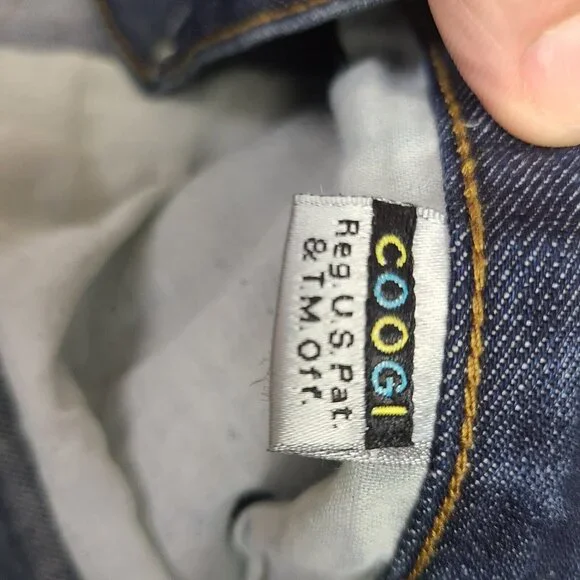 COOGI
Reg. U.S. Pat.
& T.M. Off.